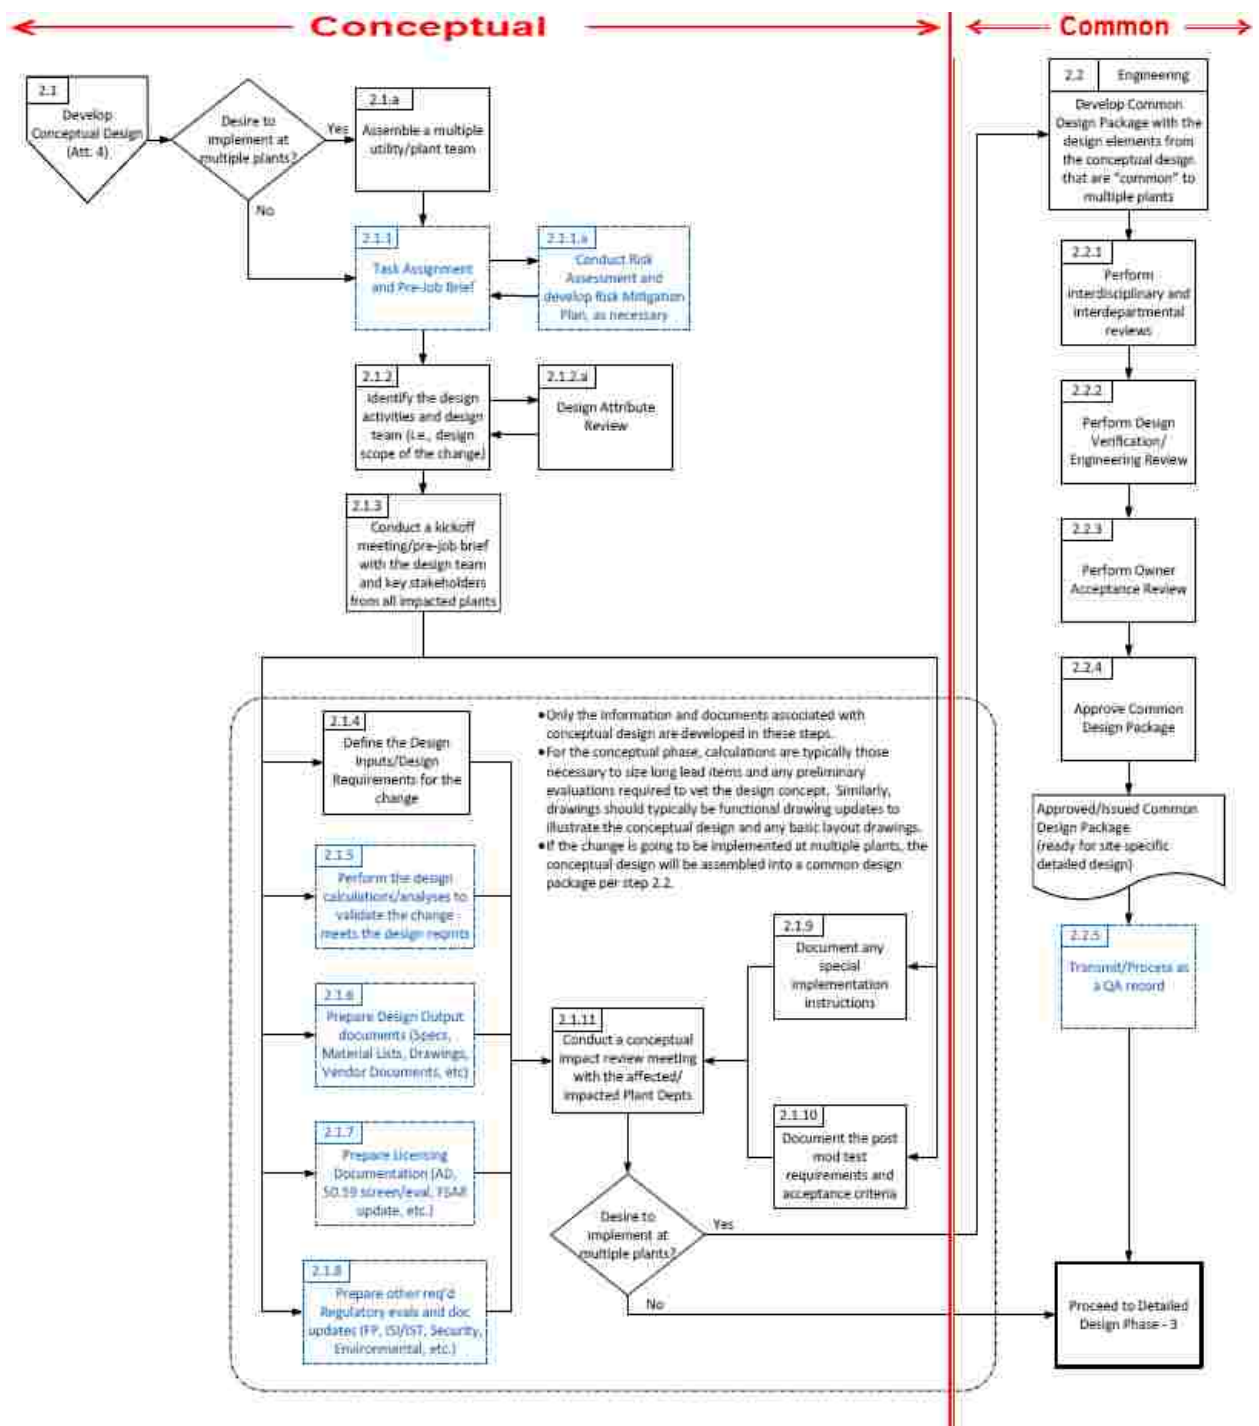 Conceptual
Common
2.1
Develop
Conceptual Design
(Att. 4)
Desire to
implement at
multiple plants?
Yes
No
2.1.a
Assemble a multiple
utility/plant team
2.1.1
Task Assignment
and Pre-Job Brief
2.1.1.a
Conduct Risk
Assessment and
develop Risk Mitigation
Plan, as necessary
2.1.2
Identify the design
activities and design
team (i.e., design
scope of the change)
2.1.2.a
Design Attribute
Review
2.1.3
Conduct a kickoff
meeting/pre-job brief
with the design team
and key stakeholders
from all impacted plants
2.1.4
Define the Design
Inputs/Design
Requirements for the
change
2.1.5
Perform the design
calculations/analyses to
validate the change
meets the design reqmts
2.1.6
Prepare Design Output
documents (Specs,
Material Lists, Drawings,
Vendor Documents, etc)
2.1.7
Prepare Licensing
Documentation (AD,
50.59 screen/eval, FSAR
update, etc.)
2.1.8
Prepare other req'd
Regulatory evals and doc
updates (FP, ISI/IST, Security,
Environmental, etc.)
•Only the information and documents associated with
conceptual design are developed in these steps.
•For the conceptual phase, calculations are typically those
necessary to size long lead items and any preliminary
evaluations required to vet the design concept. Similarly,
drawings should typically be functional drawing updates to
illustrate the conceptual design and any basic layout drawings.
•If the change is going to be implemented at multiple plants, the
conceptual design will be assembled into a common design
package per step 2.2.
2.1.9
Document any
special
implementation
instructions
2.1.10
Document the post
mod test
requirements and
acceptance criteria
2.1.11
Conduct a conceptual
impact review meeting
with the affected/
impacted Plant Depts
Desire to
implement at
multiple plants?
Yes
No
2.2 Engineering
Develop Common
Design Package with the
design elements from
the conceptual design
that are "common" to
multiple plants
2.2.1
Perform
interdisciplinary and
interdepartmental
reviews
2.2.2
Perform Design
Verification/
Engineering Review
2.2.3
Perform Owner
Acceptance Review
2.2.4
Approve Common
Design Package
Approved/Issued Common
Design Package
(ready for site specific
detailed design)
2.2.5
Transmit/Process as
a QA record
Proceed to Detailed
Design Phase - 3